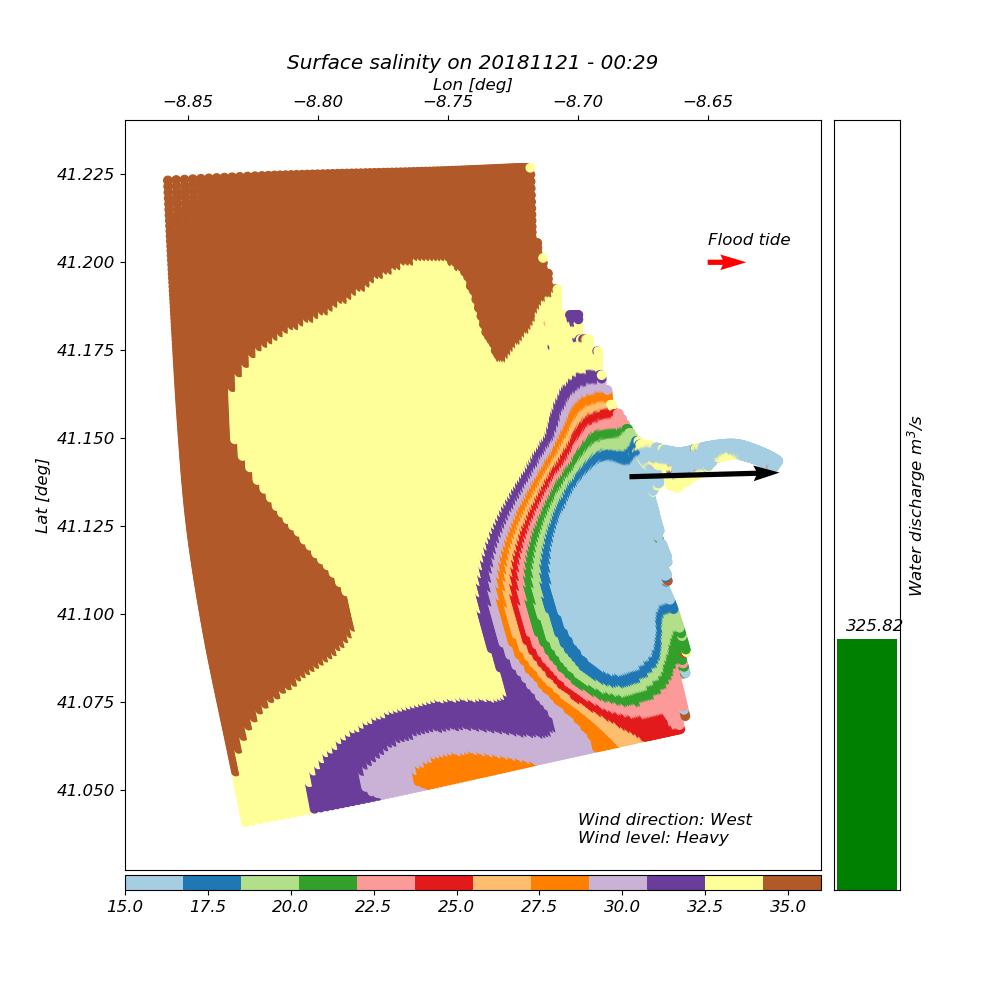 Surface salinity on 20181121 - 00:29
Lon [deg]
−8.85 −8.80 −8.75 −8.70 −8.65
41.225
41.200
41.175
41.150
41.125
41.100
41.075
41.050
Lat [deg]
Flood tide
Wind direction: West
Wind level: Heavy
325.82
Water discharge m³/s
15.0 17.5 20.0 22.5 25.0 27.5 30.0 32.5 35.0